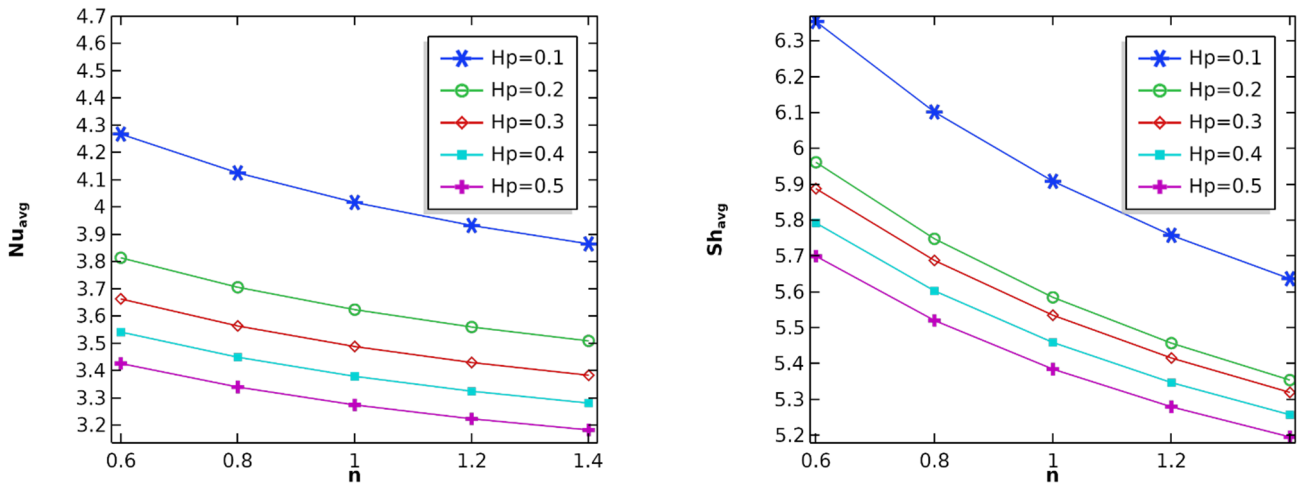 4.7
4.6
4.5
4.4
4.3
4.2
4.1
4
3.9
3.8
3.7
3.6
3.5
3.4
3.3
3.2
Nuavg
0.6 0.8 1 1.2 1.4
n
Hp=0.1
Hp=0.2
Hp=0.3
Hp=0.4
Hp=0.5
6.3
6.2
6.1
6
5.9
5.8
5.7
5.6
5.5
5.4
5.3
5.2
Shavg
0.6 0.8 1 1.2
n
Hp=0.1
Hp=0.2
Hp=0.3
Hp=0.4
Hp=0.5